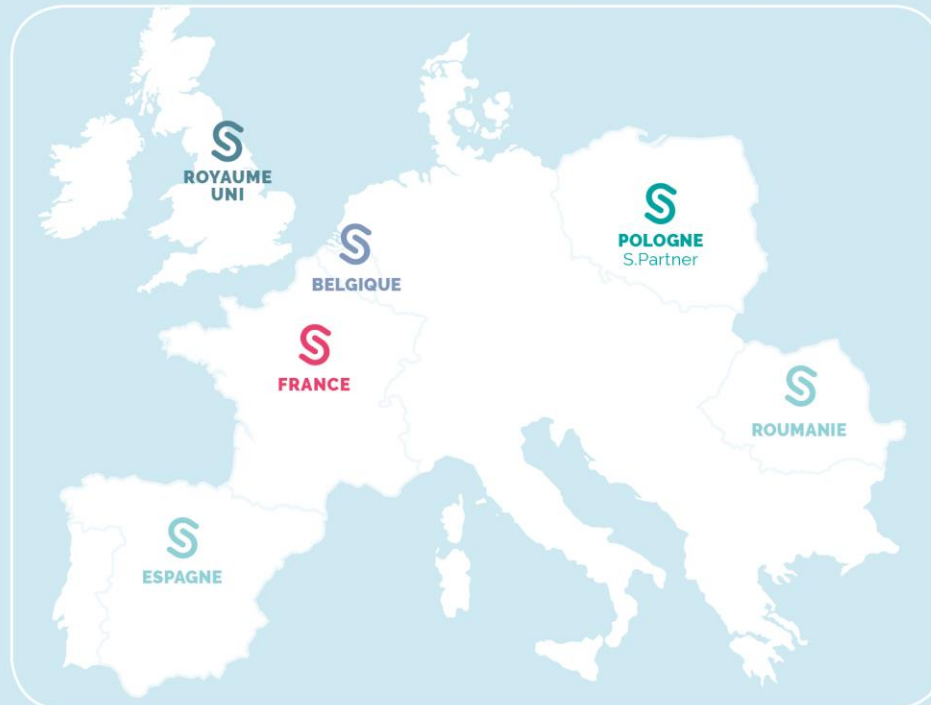 ROYAUME
UNI
BELGIQUE
POLOGNE
S.Partner
FRANCE
ROUMANIE
ESPAGNE